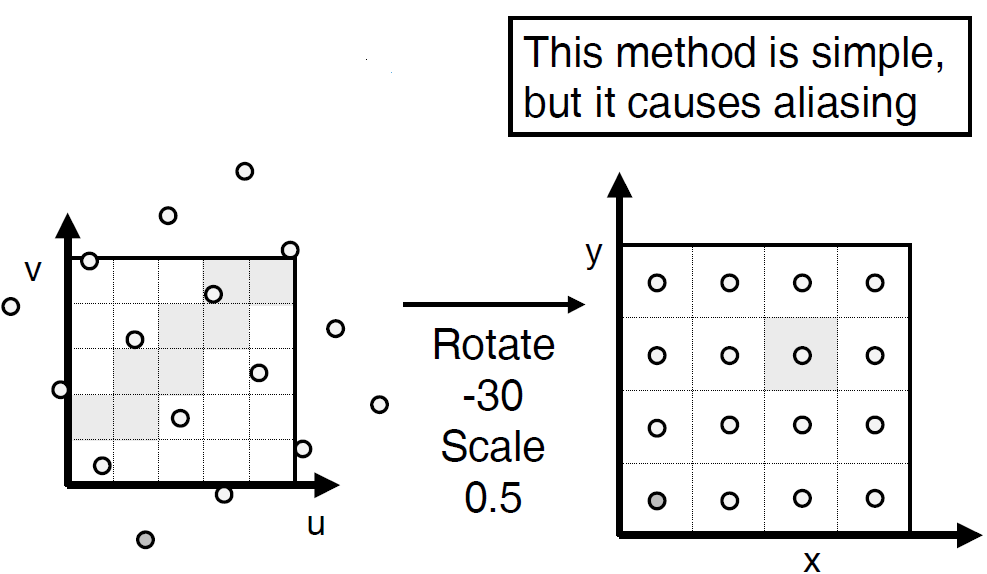 This method is simple,
but it causes aliasing
v
u
Rotate
-30
Scale
0.5
y
x